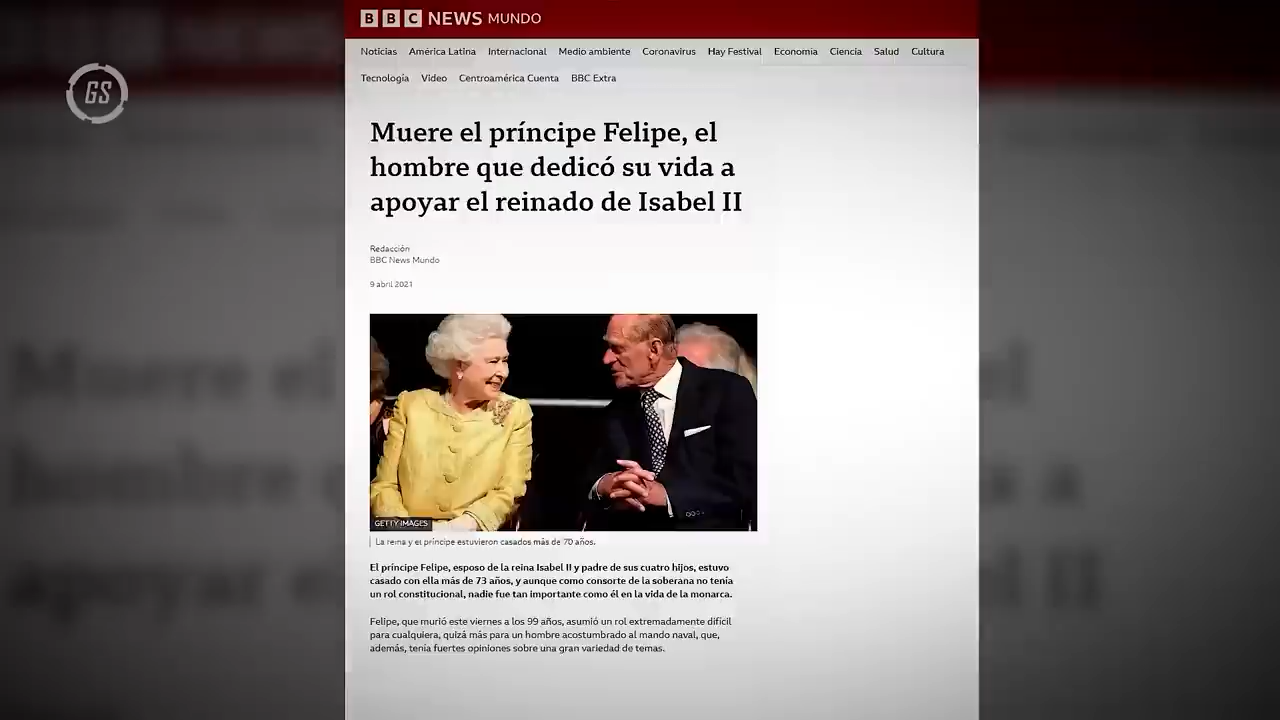 BBC NEWS MUNDO
Noticias América Latina Internacional Medio ambiente Coronavirus Hay Festival Economia Ciencia Salud Cultura
Tecnología Video Centroamérica Cuenta BBC Extra
GS
Muere el príncipe Felipe, el
hombre que dedicó su vida a
apoyar el reinado de Isabel II
Redacción
BBC News Mundo
9 abril 2021
GETTY IMAGES
La reina y el príncipe estuvieron casados más de 70 años.
El príncipe Felipe, esposo de la reina Isabel II y padre de sus cuatro hijos, estuvo
casado con ella más de 73 años, y aunque como consorte de la soberana no tenía
un rol constitucional, nadie fue tan importante como él en la vida de la monarca.
Felipe, que murió este viernes a los 99 años, asumió un rol extremadamente difícil
para cualquiera, quizá más para un hombre acostumbrado al mando naval, que,
además, tenía fuertes opiniones sobre una gran variedad de temas.